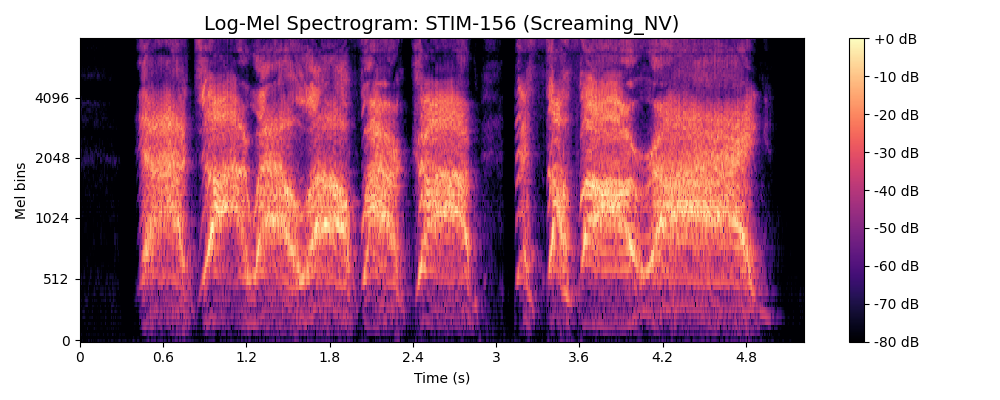 Log-Mel Spectrogram: STIM-156 (Screaming_NV)
+0 dB
-10 dB
-20 dB
-30 dB
-40 dB
-50 dB
-60 dB
-70 dB
-80 dB
Mel bins
4096
2048
1024
512
0
0 0.6 1.2 1.8 2.4 3 3.6 4.2 4.8
Time (s)